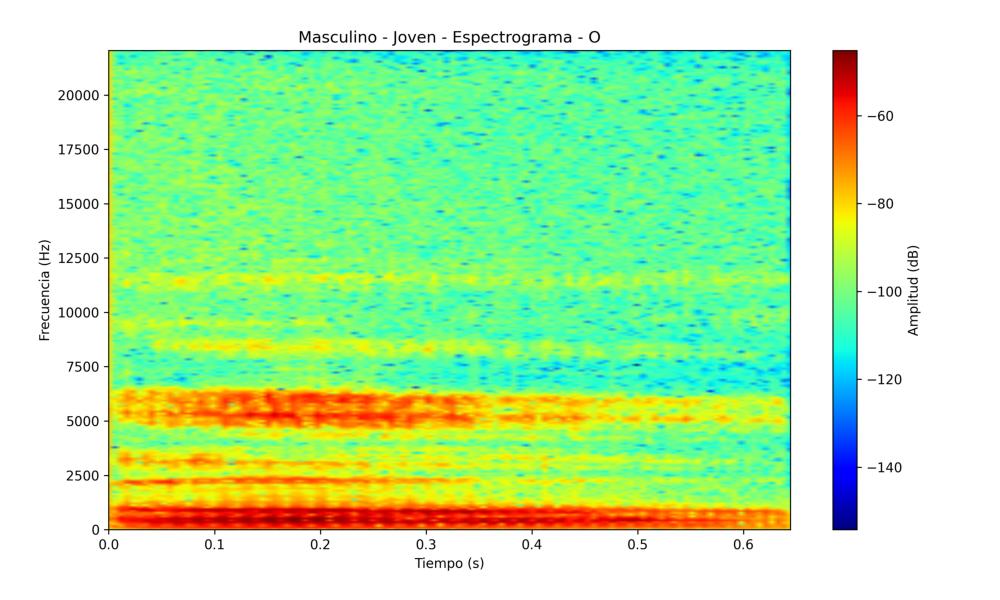 Masculino - Joven - Espectrograma - O
Frecuencia (Hz)
20000
17500
15000
12500
10000
7500
5000
2500
0
0.0 0.1 0.2 0.3 0.4 0.5 0.6
Tiempo (s)
−60
−80
−100
−120
−140
Amplitud (dB)